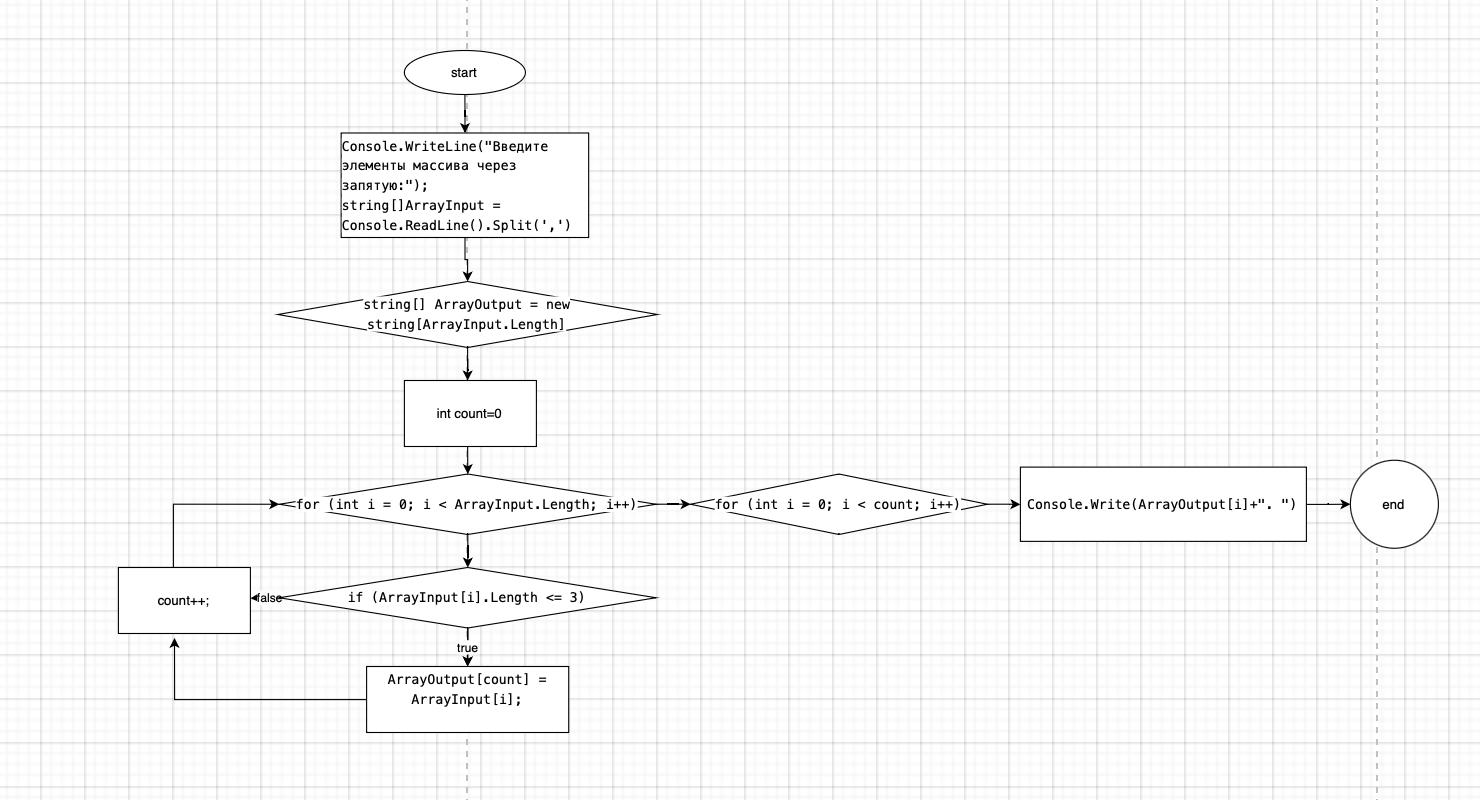 start
Console.WriteLine("Введите
элементы массива через
запятую:");
string[]ArrayInput =
Console.ReadLine().Split(',')
string[] ArrayOutput = new
string[ArrayInput.Length]
int count=0
for (int i = 0; i < ArrayInput.Length; i++)
for (int i = 0; i < count; i++)
Console.Write(ArrayOutput[i]+". ")
end
count++;
false
if (ArrayInput[i].Length <= 3)
true
ArrayOutput[count] =
ArrayInput[i];